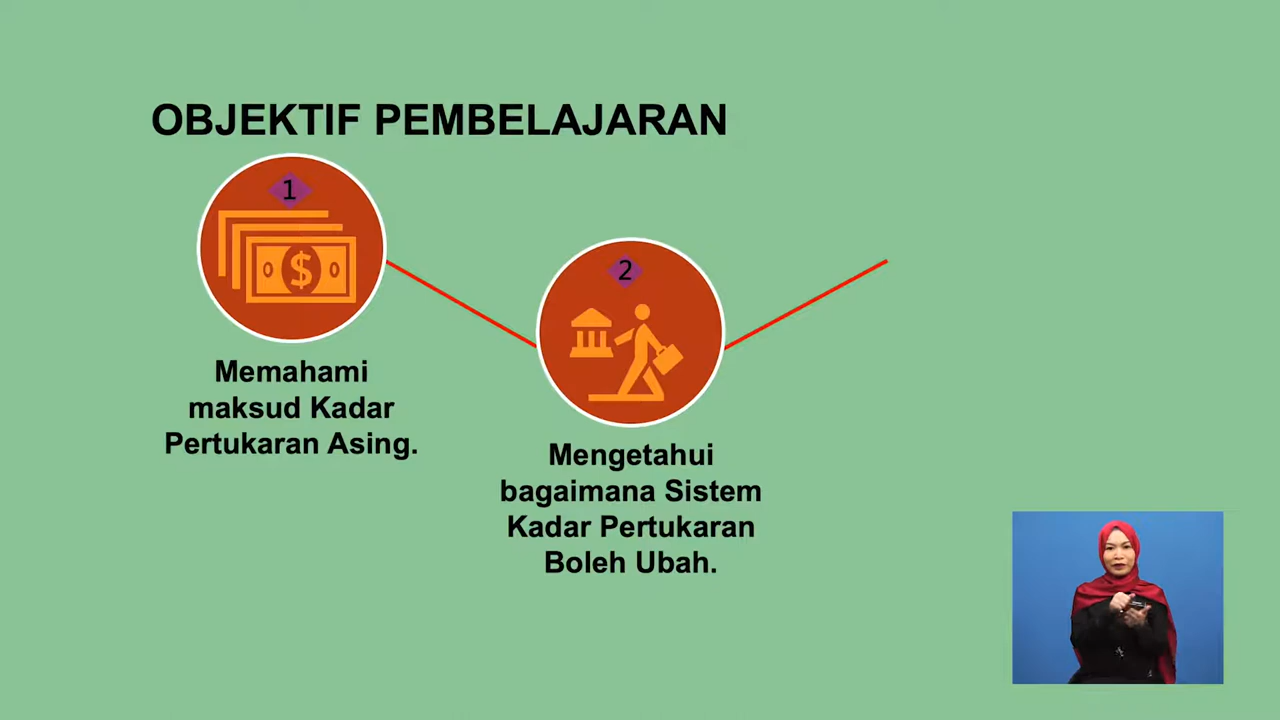 OBJEKTIF PEMBELAJARAN
1
$
Memahami
maksud Kadar
Pertukaran Asing.
2
Mengetahui
bagaimana Sistem
Kadar Pertukaran
Boleh Ubah.